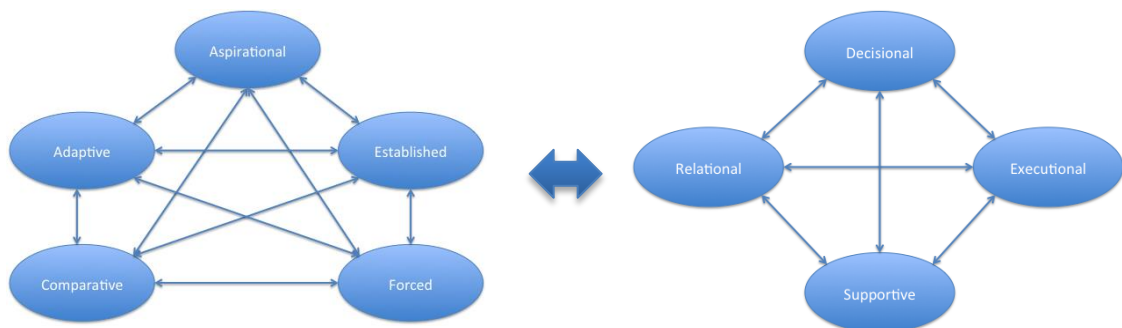 Aspirational
Decisional
Adaptive
Established
Relational
Executional
Comparative
Forced
Supportive